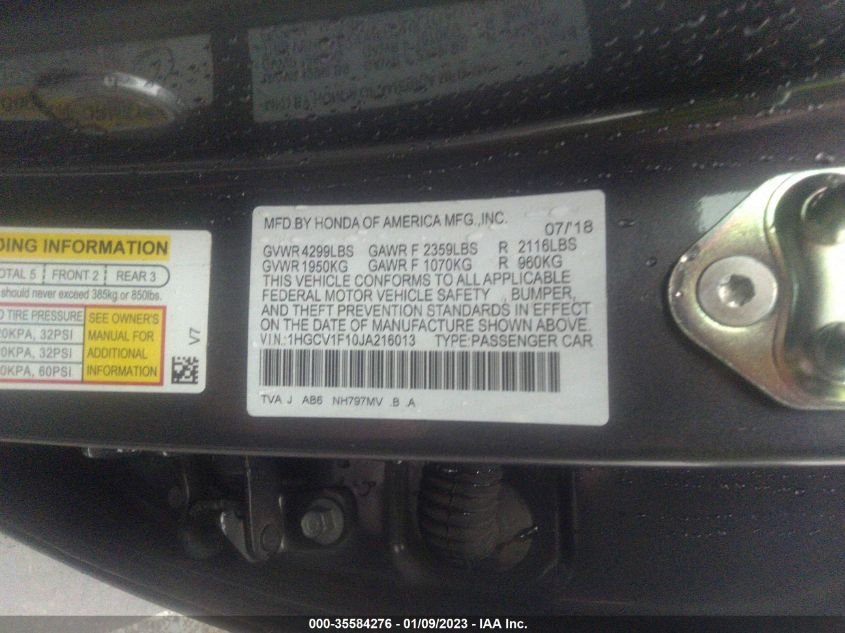 MFD BY HONDA OF AMERICA MFG.,INC.
07/'18
GVWR 4299LBS GAWR F 2359LBS R 2116LBS
GVWR 1950KG GAWR F 1070KG R 960KG
THIS VEHICLE CONFORMS TO ALL APPLICABLE
FEDERAL MOTOR VEHICLE SAFETY , BUMPER,
AND THEFT PREVENTION STANDARDS IN EFFECT
ON THE DATE OF MANUFACTURE SHOWN ABOVE.
V I N.:1HGCV1F10JA216013 TYPE:PASSENGER CAR
TVA J AB6 NH797MV .B .A
INFORMATION
TOTAL 5 FRONT 2 REAR 3
should never exceed 385kg or 850lbs.
TIRE PRESSURE
32PSI
32PSI
60PSI
SEE OWNER'S
MANUAL FOR
ADDITIONAL
INFORMATION
V7
000-35584276 - 01/09/2023 - IAA Inc.